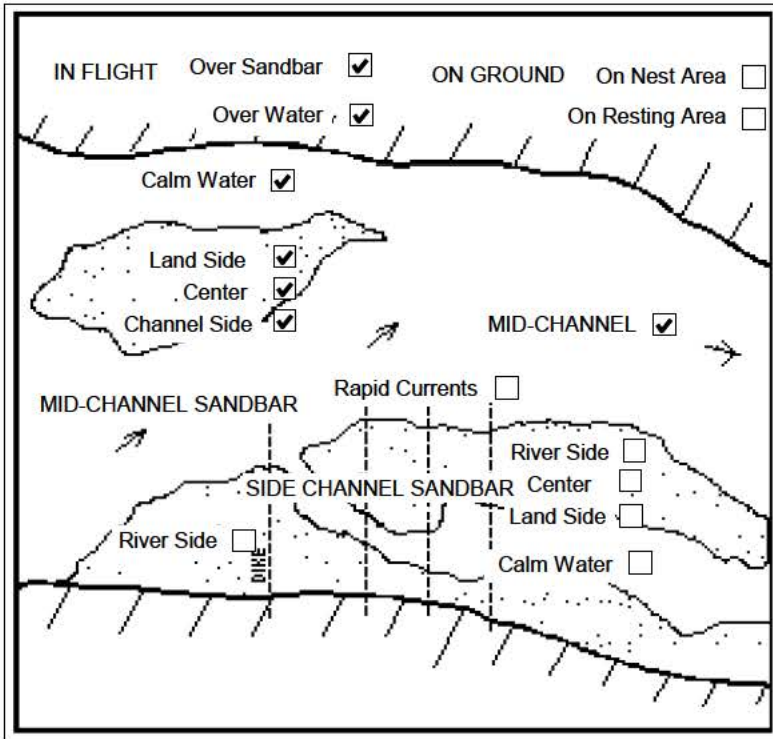 IN FLIGHT
Over Sandbar
ON GROUND
On Nest Area
Over Water
On Resting Area
Calm Water
Land Side
Center
Channel Side
MID-CHANNEL
Rapid Currents
MID-CHANNEL SANDBAR
River Side
SIDE CHANNEL SANDBAR
Center
Land Side
River Side
DIKE
Calm Water